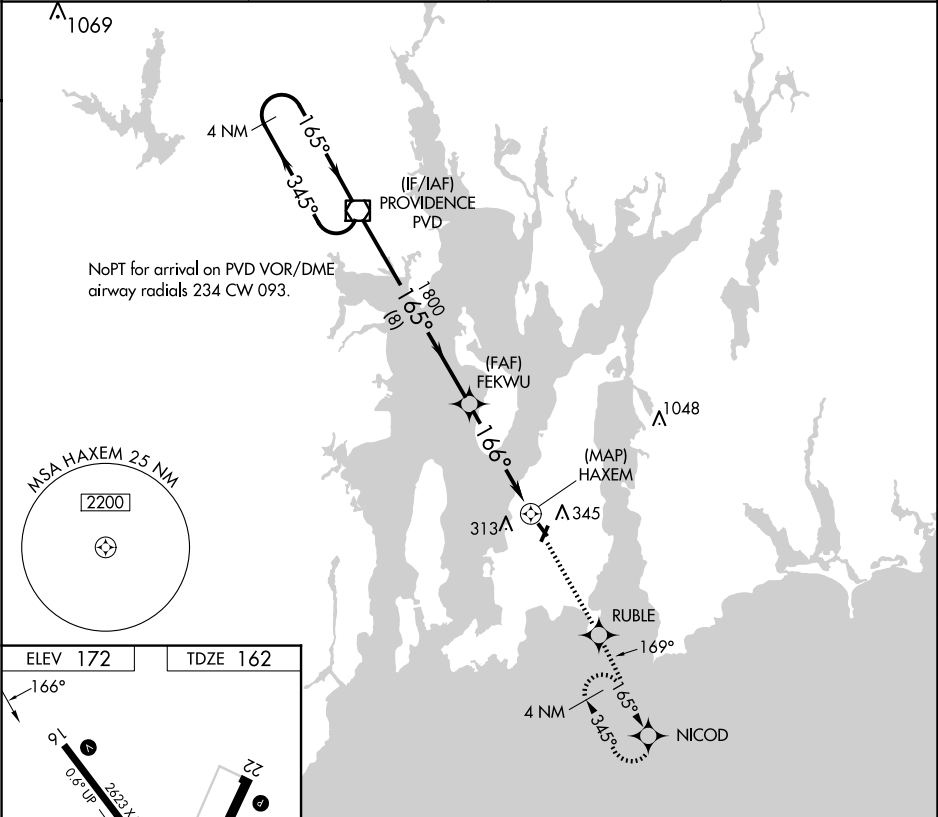 1069
4 NM
165°
345°
(IF/IAF)
PROVIDENCE
PVD
NoPT for arrival on PVD VOR/DME
airway radials 234 CW 093.
1800
165°
(8)
(FAF)
FEKWU
166°
1048
(MAP)
HAXEM
313
345
MSA HAXEM 25 NM
2200
RUBLE
169°
165°
4 NM
345°
NICOD
ELEV 172
TDZE 162
166°
16
V
0.6° UP
2623 X
22
P